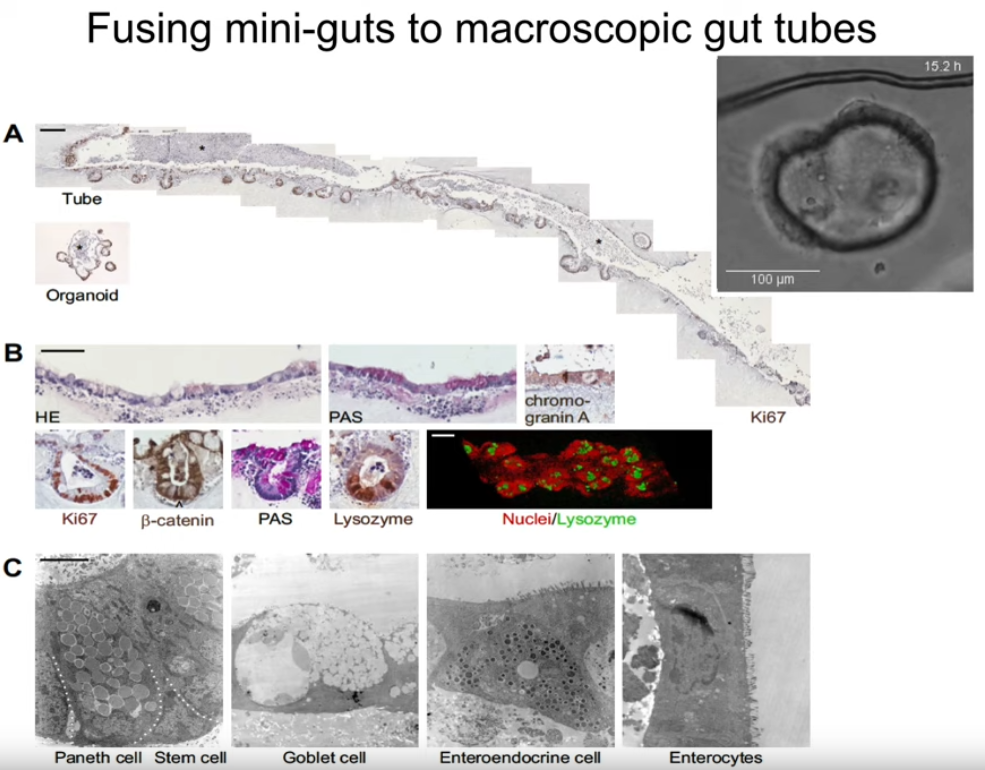 Fusing mini-guts to macroscopic gut tubes
15.2 h
100 µm
A
*
*
Tube
*
Organoid
Ki67
B
HE
PAS
chromo-
granin A
Ki67
β-catenin
PAS
Lysozyme
Nuclei/Lysozyme
C
Paneth cell
Stem cell
Goblet cell
Enteroendocrine cell
Enterocytes